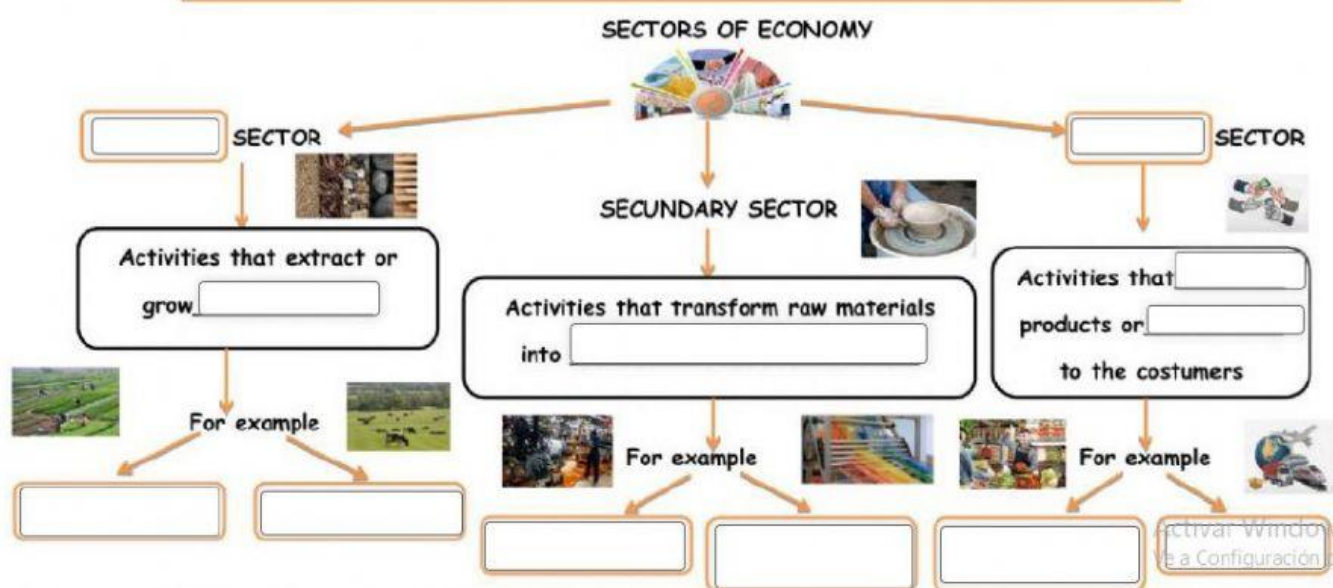 SECTORS OF ECONOMY
SECTOR
SECTOR
SECUNDARY SECTOR
Activities that extract or
grow
Activities that transform raw materials
into
Activities that
products or
to the costumers
For example
For example
For example
Activar Windo
Ve a Configuración